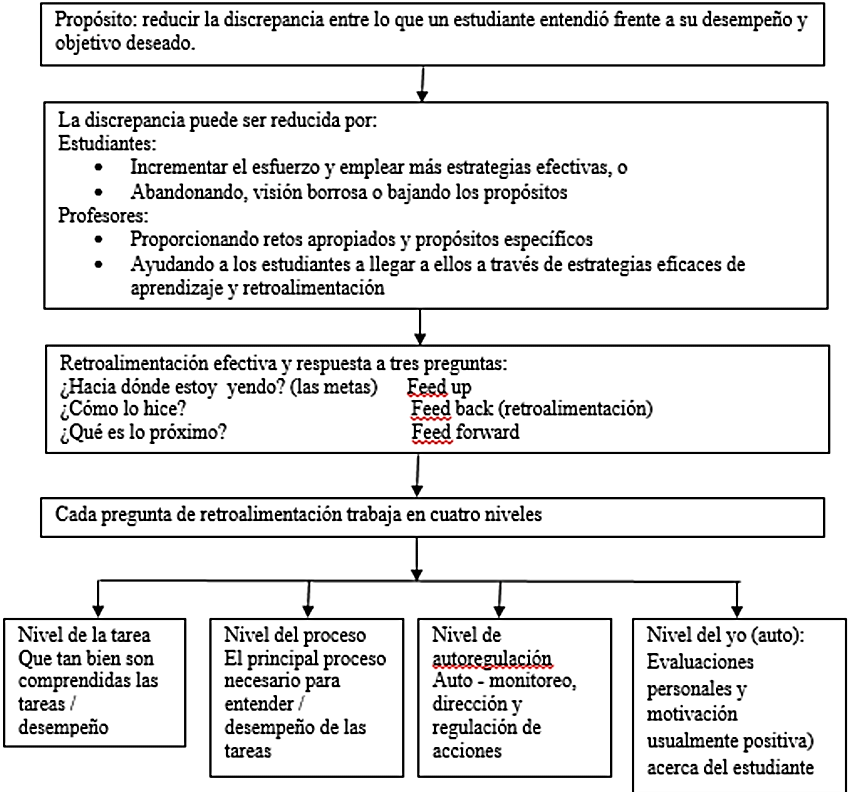 Propósito: reducir la discrepancia entre lo que un estudiante entendió frente a su desempeño y
objetivo deseado.
La discrepancia puede ser reducida por:
Estudiantes:
• Incrementar el esfuerzo y emplear más estrategias efectivas, o
• Abandonando, visión borrosa o bajando los propósitos
Profesores:
• Proporcionando retos apropiados y propósitos específicos
• Ayudando a los estudiantes a llegar a ellos a través de estrategias eficaces de
aprendizaje y retroalimentación
Retroalimentación efectiva y respuesta a tres preguntas:
¿Hacia dónde estoy yendo? (las metas) Feed up
¿Cómo lo hice? Feed back (retroalimentación)
¿Qué es lo próximo? Feed forward
Cada pregunta de retroalimentación trabaja en cuatro niveles
Nivel de la tarea
Que tan bien son
comprendidas las
tareas /
desempeño
Nivel del proceso
El principal proceso
necesario para
entender /
desempeño de las
tareas
Nivel de
autoregulación
Auto - monitoreo,
dirección y
regulación de
acciones
Nivel del yo (auto):
Evaluaciones
personales y
motivación
usualmente positiva)
acerca del estudiante